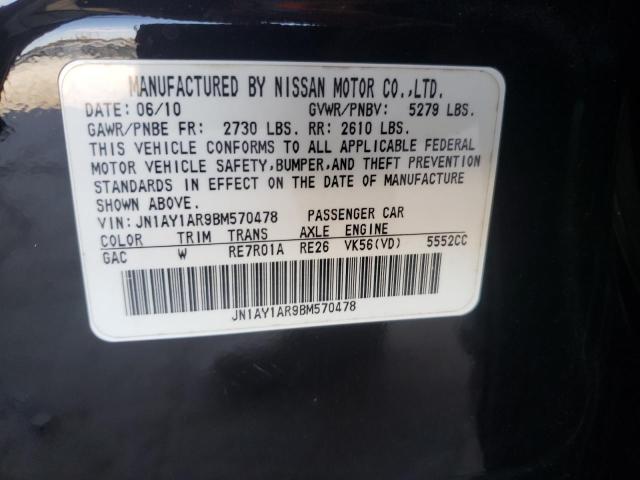 MANUFACTURED BY NISSAN MOTOR CO.,LTD.
DATE: 06/10 GVWR/PNBV: 5279 LBS.
GAWR/PNBE FR: 2730 LBS. RR: 2610 LBS.
THIS VEHICLE CONFORMS TO ALL APPLICABLE FEDERAL
MOTOR VEHICLE SAFETY,BUMPER,AND THEFT PREVENTION
STANDARDS IN EFFECT ON THE DATE OF MANUFACTURE
SHOWN ABOVE.
VIN: JN1AY1AR9BM570478 PASSENGER CAR
COLOR TRIM TRANS AXLE ENGINE
GAC W RE7R01A RE26 VK56(VD) 5552CC
JN1AY1AR9BM570478